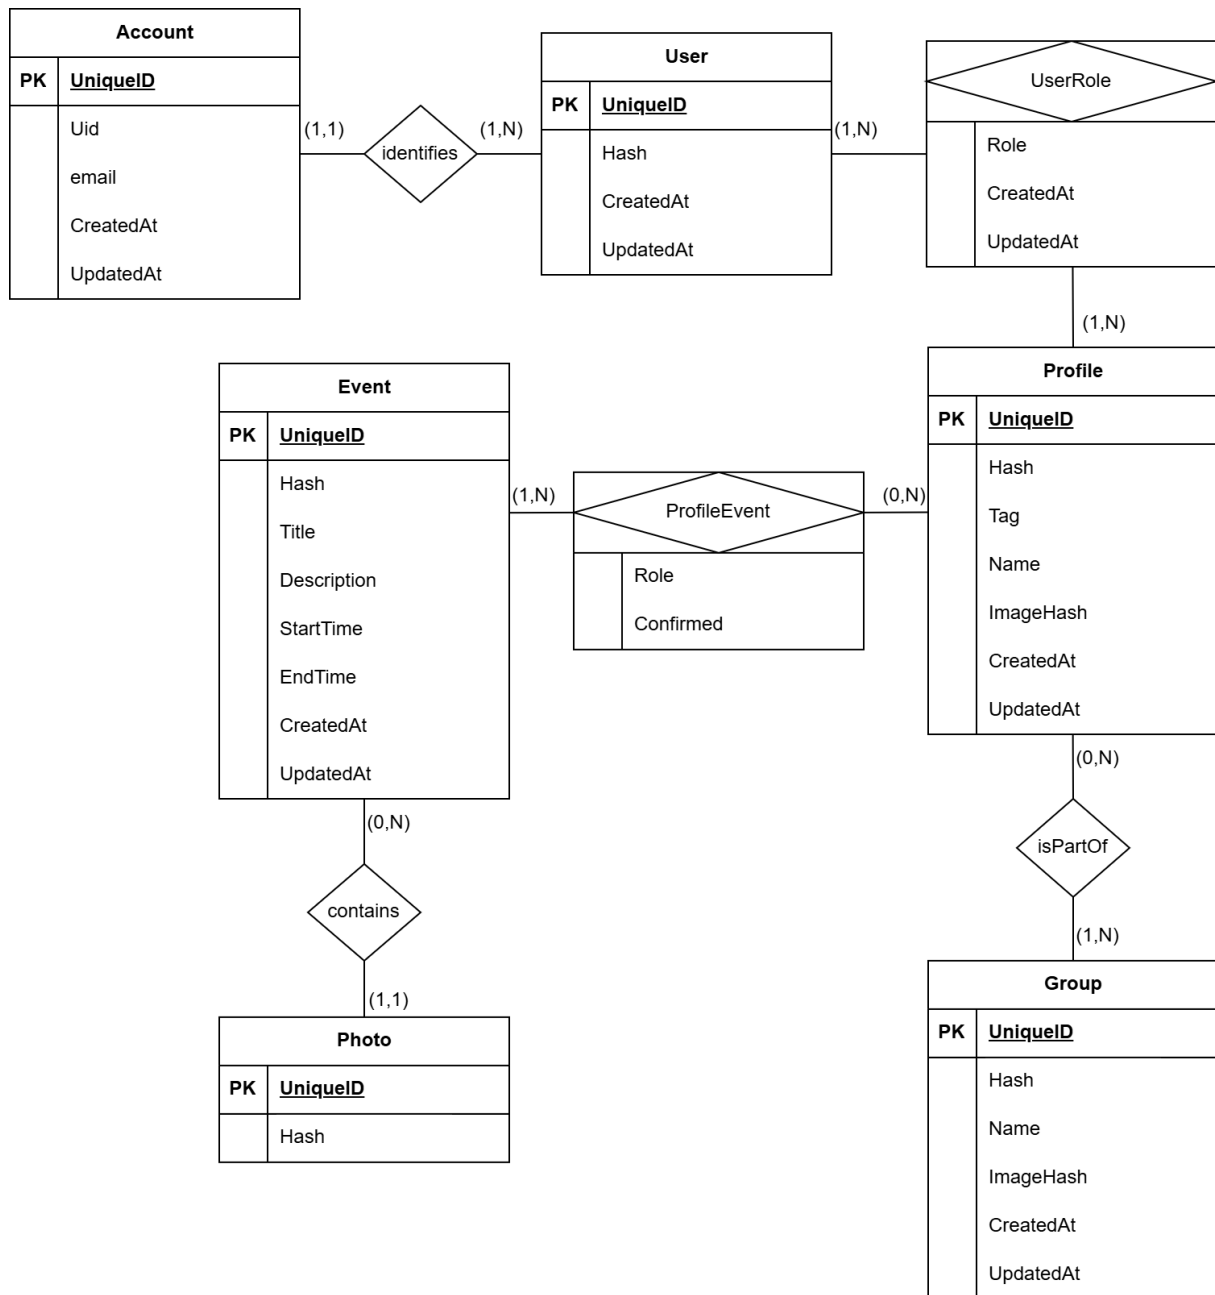 Account
PK UniqueID
Uid
email
CreatedAt
UpdatedAt
(1,1)
identifies
(1,N)
User
PK UniqueID
Hash
CreatedAt
UpdatedAt
(1,N)
UserRole
Role
CreatedAt
UpdatedAt
(1,N)
Profile
PK UniqueID
Hash
Tag
Name
ImageHash
CreatedAt
UpdatedAt
(0,N)
ProfileEvent
Role
Confirmed
(1,N)
Event
PK UniqueID
Hash
Title
Description
StartTime
EndTime
CreatedAt
UpdatedAt
(0,N)
contains
(1,1)
Photo
PK UniqueID
Hash
(0,N)
isPartOf
(1,N)
Group
PK UniqueID
Hash
Name
ImageHash
CreatedAt
UpdatedAt